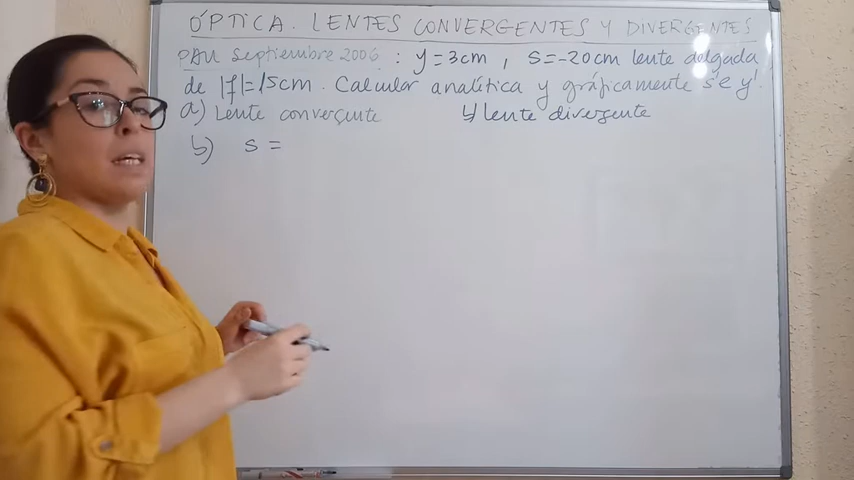 ÓPTICA. LENTES CONVERGENTES Y DIVERGENTES
PAU Septiembre 2006 : y = 3cm , s = -20cm lente delgada
de |f| = 15cm. Calcular analítica y gráficamente s' e y'.
a) Lente convergente b) lente divergente
b) s =